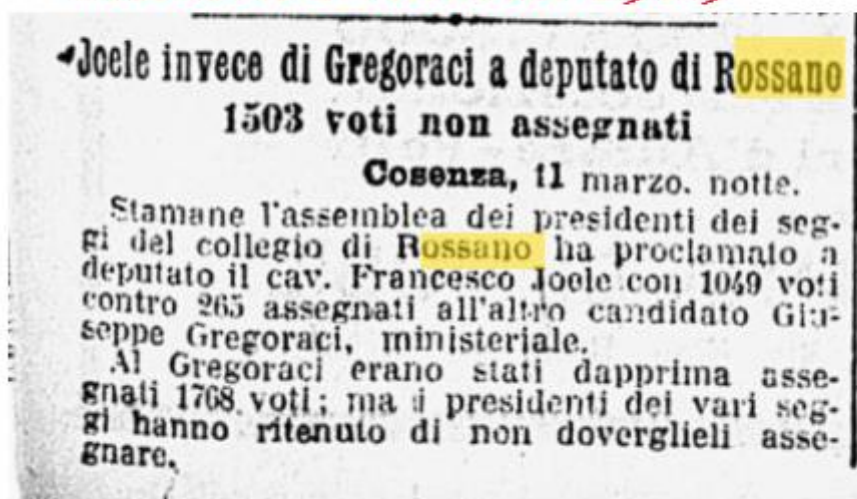 Joele invece di Gregoraci a deputato di Rossano
1503 voti non assegnati
Cosenza, 11 marzo. notte.
Stamane l'assemblea dei presidenti dei seg-
gi del collegio di Rossano ha proclamato a
deputato il cav. Francesco Joele con 1049 voti
contro 265 assegnati all'altro candidato Giu-
seppe Gregoraci, ministeriale.
Al Gregoraci erano stati dapprima asse-
gnati 1768 voti; ma i presidenti dei vari seg-
gi hanno ritenuto di non doverglieli asse-
gnare.